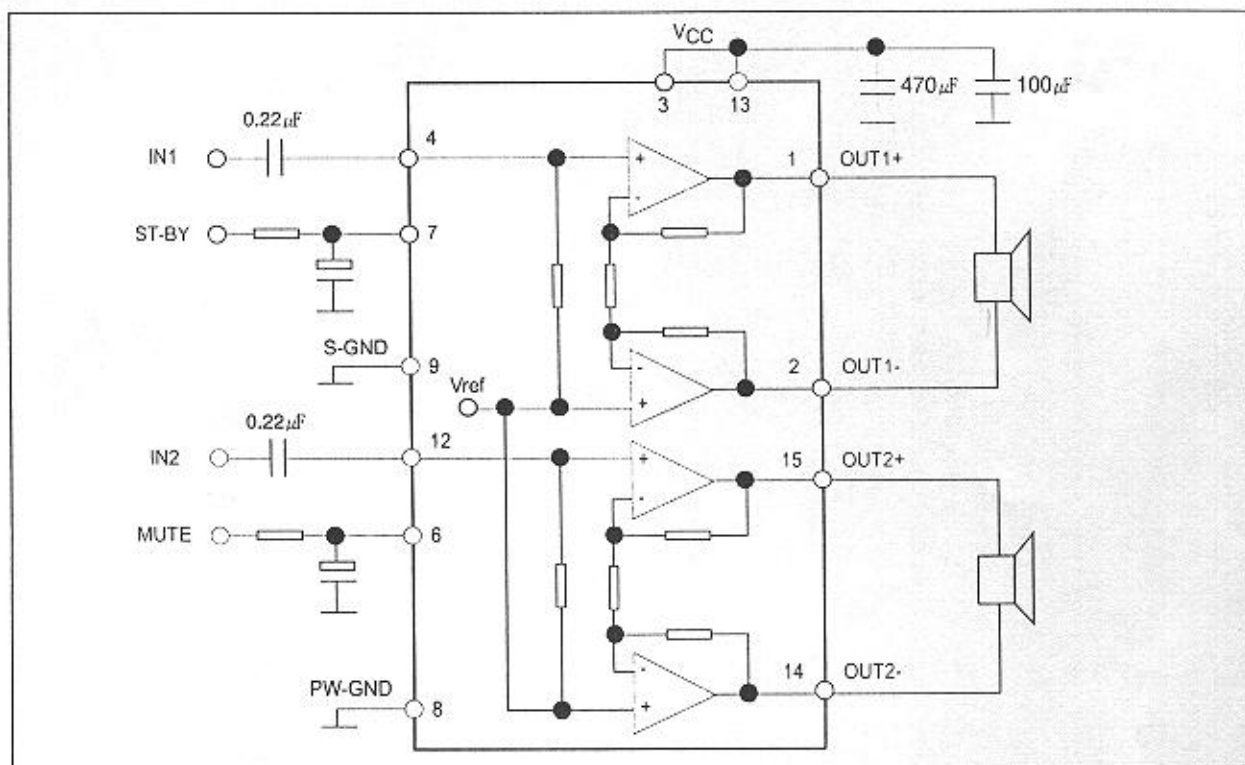 VCC
3
13
470μF
100μF
0.22μF
IN1
4
+
-
1
OUT1+
ST-BY
7
S-GND
9
-
+
2
OUT1-
Vref
0.22μF
IN2
12
+
-
15
OUT2+
MUTE
6
-
+
14
OUT2-
PW-GND
8